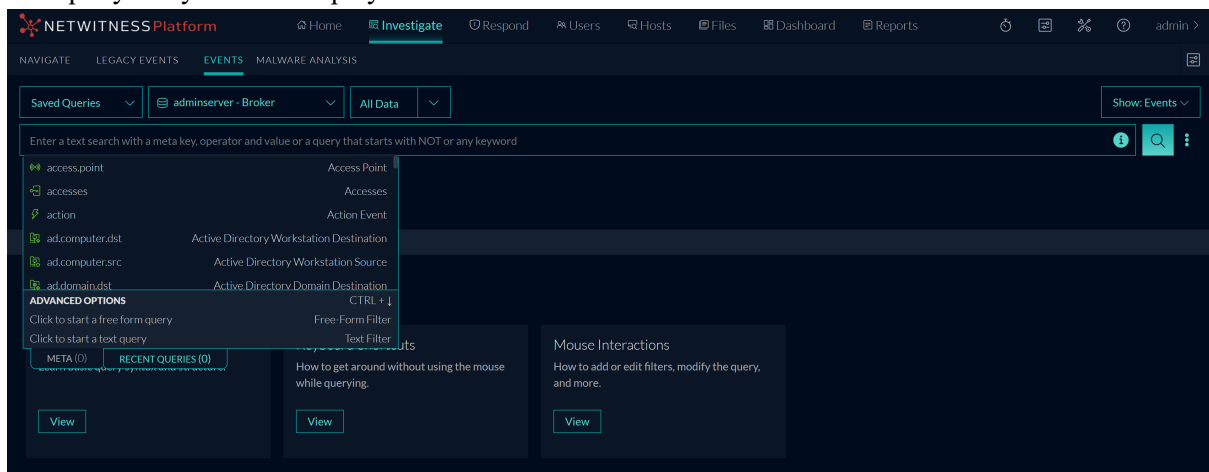 NETWITNESS Platform Home Investigate Respond Users Hosts Files Dashboard Reports admin >
NAVIGATE LEGACY EVENTS EVENTS MALWARE ANALYSIS
Saved Queries adminserver - Broker All Data Show: Events
Enter a text search with a meta key, operator and value or a query that starts with NOT or any keyword
access.point Access Point
accesses Accesses
action Action Event
ad.computer.dst Active Directory Workstation Destination
ad.computer.src Active Directory Workstation Source
ad.domain.dst Active Directory Domain Destination
ADVANCED OPTIONS CTRL + ↓
Click to start a free form query Free-Form Filter
Click to start a text query Text Filter
META (0) RECENT QUERIES (0)
Mouse Interactions
How to get around without using the mouse
while querying.
How to add or edit filters, modify the query,
and more.
View View View